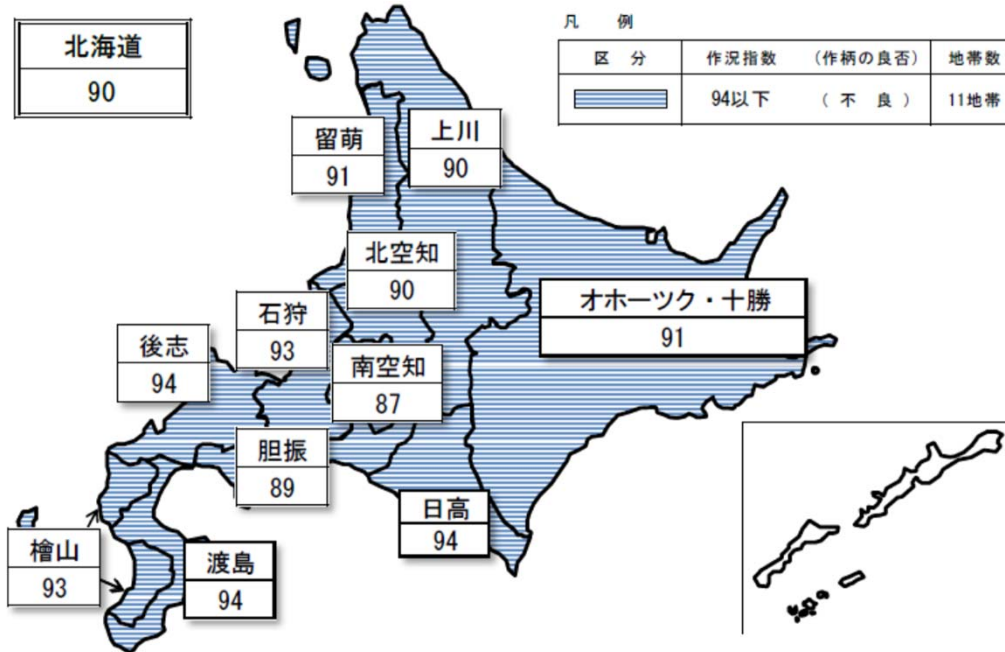 北海道
90
凡 例
区 分 作況指数 (作柄の良否) 地帯数
94以下 (不 良) 11地帯
留萌
91
上川
90
北空知
90
オホーツク・十勝
91
石狩
93
後志
94
南空知
87
胆振
89
日高
94
檜山
93
渡島
94